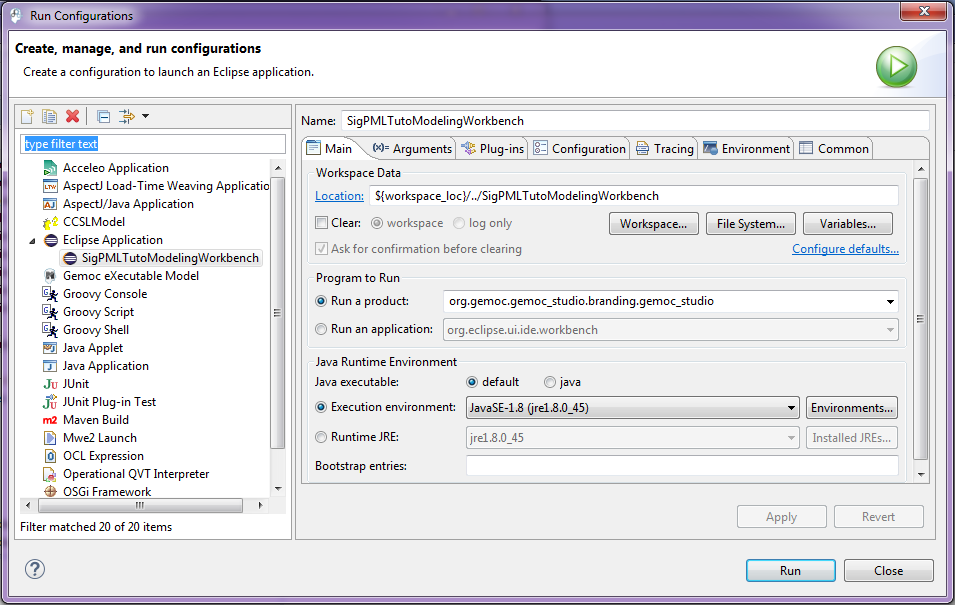 Run Configurations
Create, manage, and run configurations
Create a configuration to launch an Eclipse application.
type filter text
Acceleo Application
AspectJ Load-Time Weaving Applicatio
AspectJ/Java Application
CCSLModel
Eclipse Application
SigPMLTutoModelingWorkbench
Gemoc eXecutable Model
Groovy Console
Groovy Script
Groovy Shell
Java Applet
Java Application
JUnit
JUnit Plug-in Test
Maven Build
Mwe2 Launch
OCL Expression
Operational QVT Interpreter
OSGi Framework
Filter matched 20 of 20 items
Name: SigPMLTutoModelingWorkbench
Main (x)= Arguments Plug-ins Configuration Tracing Environment Common
Workspace Data
Location: ${workspace_loc}/../SigPMLTutoModelingWorkbench
Clear: workspace log only Workspace... File System... Variables...
Ask for confirmation before clearing Configure defaults...
Program to Run
Run a product: org.gemoc.gemoc_studio.branding.gemoc_studio
Run an application: org.eclipse.ui.ide.workbench
Java Runtime Environment
Java executable: default java
Execution environment: JavaSE-1.8 (jre1.8.0_45) Environments...
Runtime JRE: jre1.8.0_45 Installed JREs...
Bootstrap entries:
Apply Revert
Run Close